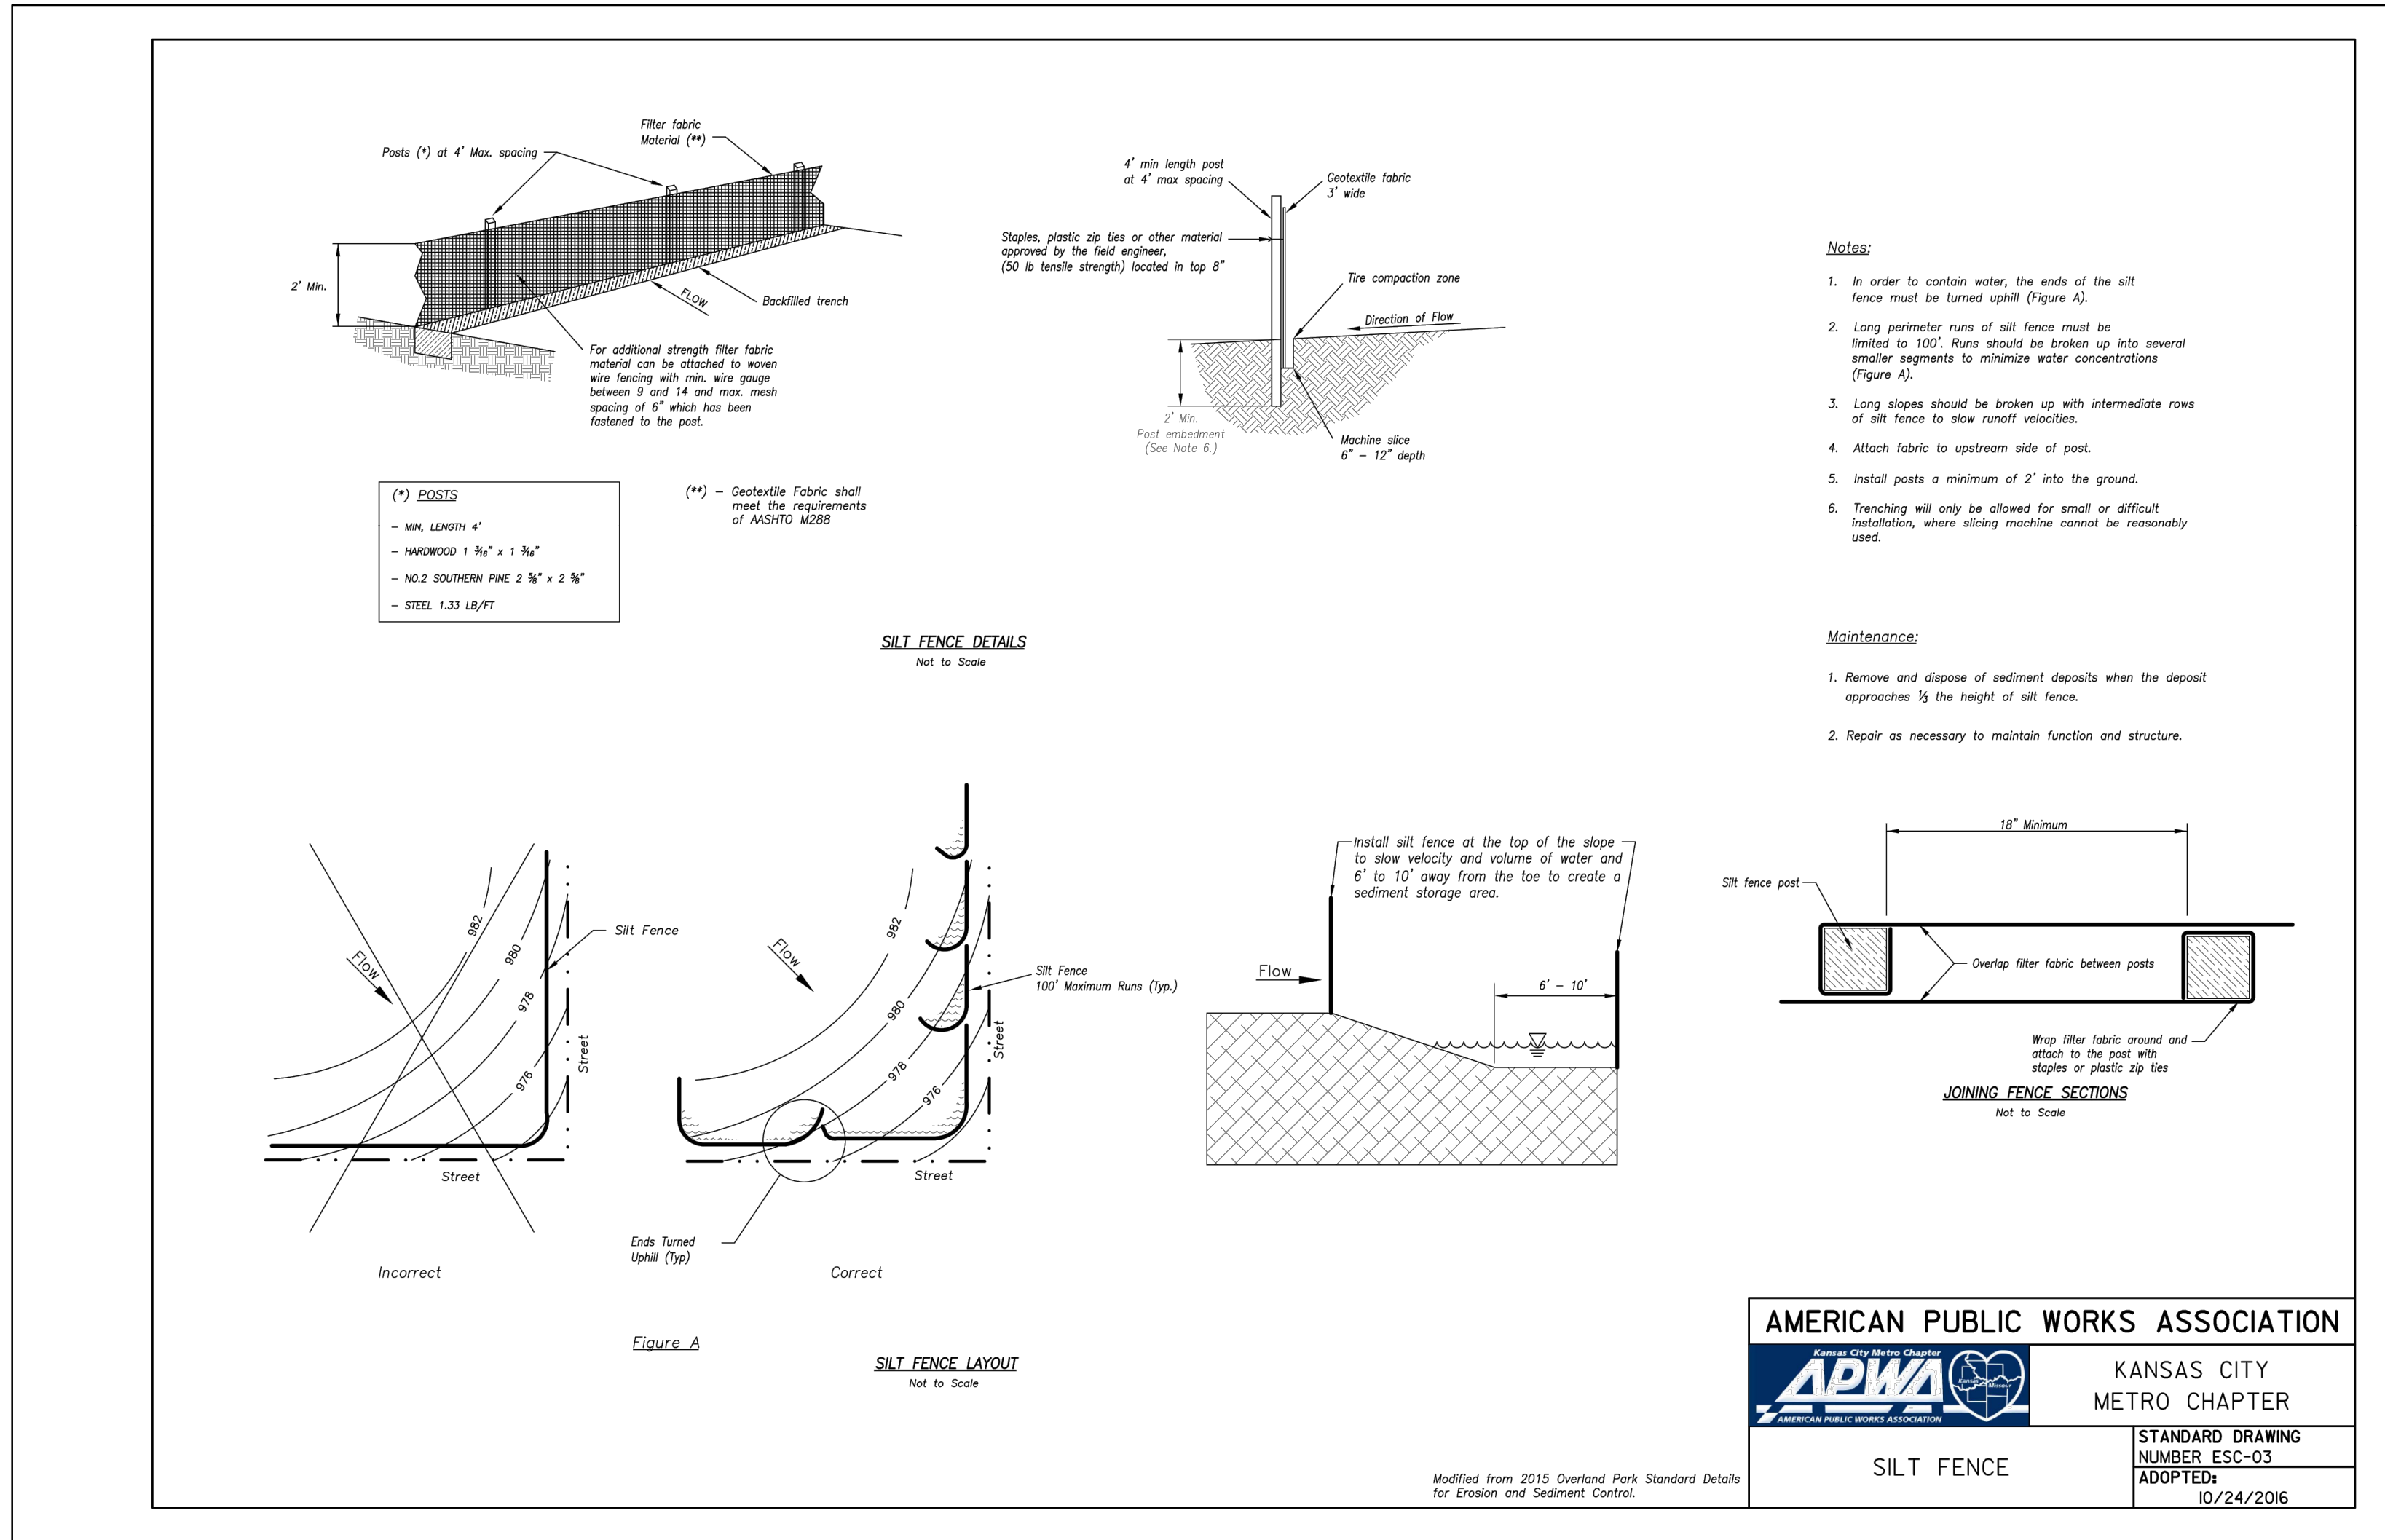 Filter fabric
Material (**)
Posts (*) at 4' Max. spacing
2' Min.
FLOW
Backfilled trench
For additional strength filter fabric
material can be attached to woven
wire fencing with min. wire gauge
between 9 and 14 and max. mesh
spacing of 6" which has been
fastened to the post.
4' min length post
at 4' max spacing
Geotextile fabric
3' wide
Staples, plastic zip ties or other material
approved by the field engineer,
(50 lb tensile strength) located in top 8"
Tire compaction zone
Direction of Flow
2' Min.
Post embedment
(See Note 6.)
Machine slice
6" – 12" depth
(*) POSTS
– MIN, LENGTH 4'
– HARDWOOD 1 3/16" x 1 3/16"
– NO.2 SOUTHERN PINE 2 5/8" x 2 5/8"
– STEEL 1.33 LB/FT
(**) – Geotextile Fabric shall
meet the requirements
of AASHTO M288
SILT FENCE DETAILS
Not to Scale
Notes:
1. In order to contain water, the ends of the silt
fence must be turned uphill (Figure A).
2. Long perimeter runs of silt fence must be
limited to 100'. Runs should be broken up into several
smaller segments to minimize water concentrations
(Figure A).
3. Long slopes should be broken up with intermediate rows
of silt fence to slow runoff velocities.
4. Attach fabric to upstream side of post.
5. Install posts a minimum of 2' into the ground.
6. Trenching will only be allowed for small or difficult
installation, where slicing machine cannot be reasonably
used.
Maintenance:
1. Remove and dispose of sediment deposits when the deposit
approaches 1/3 the height of silt fence.
2. Repair as necessary to maintain function and structure.
982
980
978
976
Flow
Silt Fence
Street
Street
Incorrect
982
980
978
976
Flow
Silt Fence
100' Maximum Runs (Typ.)
Street
Street
Ends Turned
Uphill (Typ)
Correct
Figure A
SILT FENCE LAYOUT
Not to Scale
Install silt fence at the top of the slope
to slow velocity and volume of water and
6' to 10' away from the toe to create a
sediment storage area.
Flow
6' – 10'
18" Minimum
Silt fence post
Overlap filter fabric between posts
Wrap filter fabric around and
attach to the post with
staples or plastic zip ties
JOINING FENCE SECTIONS
Not to Scale
Modified from 2015 Overland Park Standard Details
for Erosion and Sediment Control.
AMERICAN PUBLIC WORKS ASSOCIATION
Kansas City Metro Chapter
APWA
AMERICAN PUBLIC WORKS ASSOCIATION
Kansas
Missouri
KANSAS CITY
METRO CHAPTER
SILT FENCE
STANDARD DRAWING
NUMBER ESC-03
ADOPTED:
10/24/2016